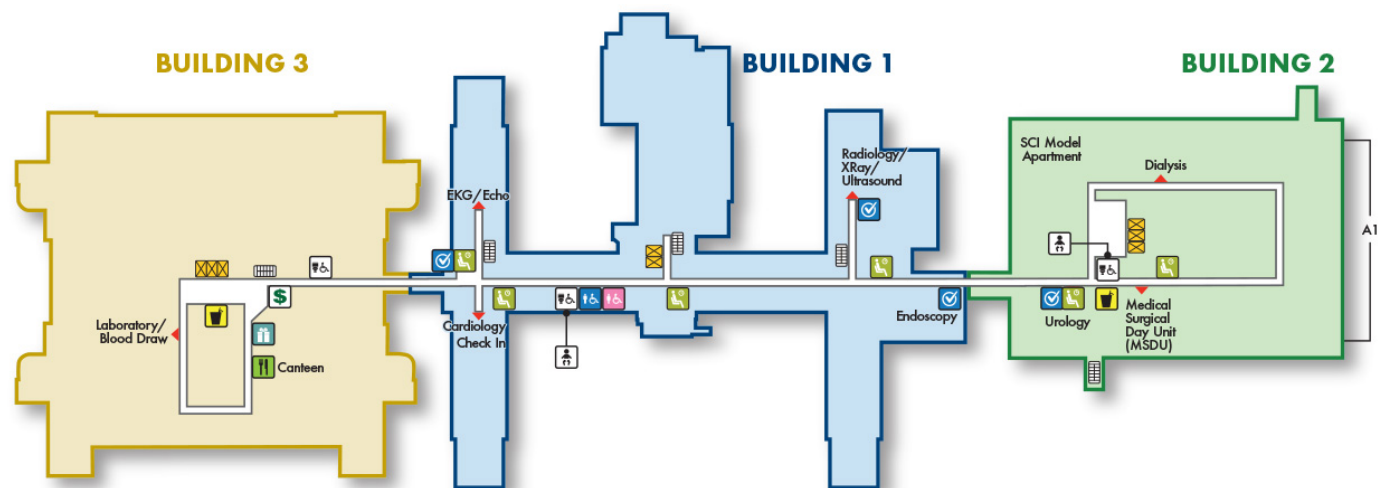 BUILDING 3
BUILDING 1
BUILDING 2
EKG/Echo
Radiology/
XRay/
Ultrasound
SCI Model
Apartment
Dialysis
A1
$
Laboratory/
Blood Draw
Canteen
Cardiology
Check In
Endoscopy
Urology
Medical
Surgical
Day Unit
(MSDU)